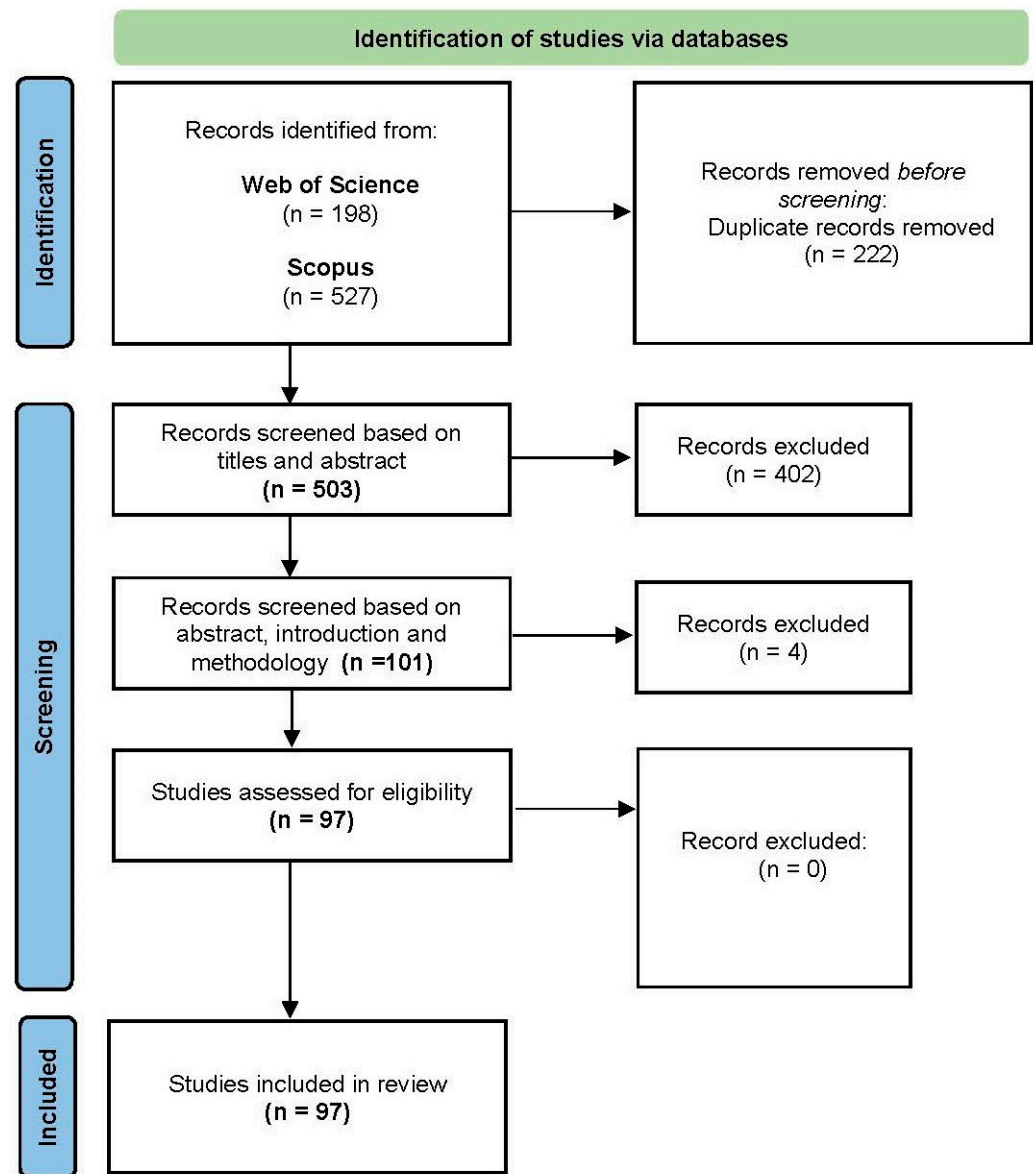 Identification of studies via databases
Identification
Records identified from:
Web of Science
(n = 198)
Scopus
(n = 527)
Records removed before
screening:
Duplicate records removed
(n = 222)
Screening
Records screened based on
titles and abstract
(n = 503)
Records excluded
(n = 402)
Records screened based on
abstract, introduction and
methodology (n =101)
Records excluded
(n = 4)
Studies assessed for eligibility
(n = 97)
Record excluded:
(n = 0)
Included
Studies included in review
(n = 97)